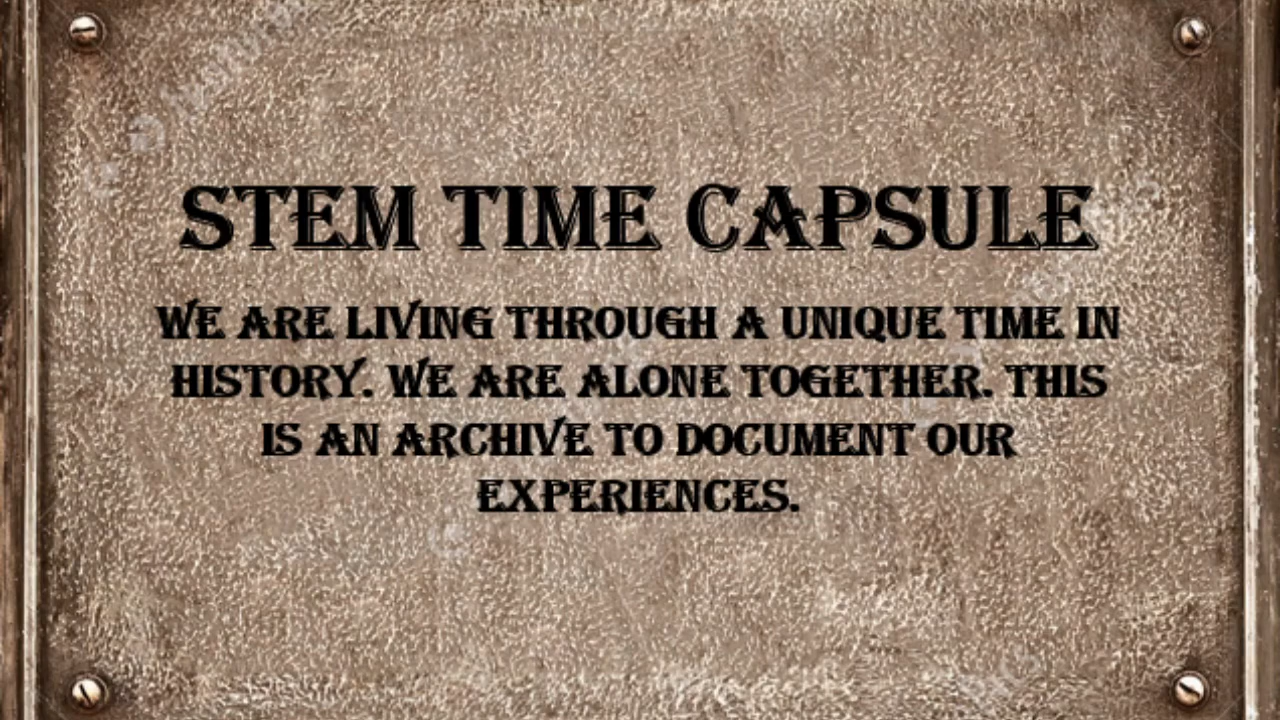 STEM TIME CAPSULE
WE ARE LIVING THROUGH A UNIQUE TIME IN
HISTORY. WE ARE ALONE TOGETHER. THIS
IS AN ARCHIVE TO DOCUMENT OUR
EXPERIENCES.